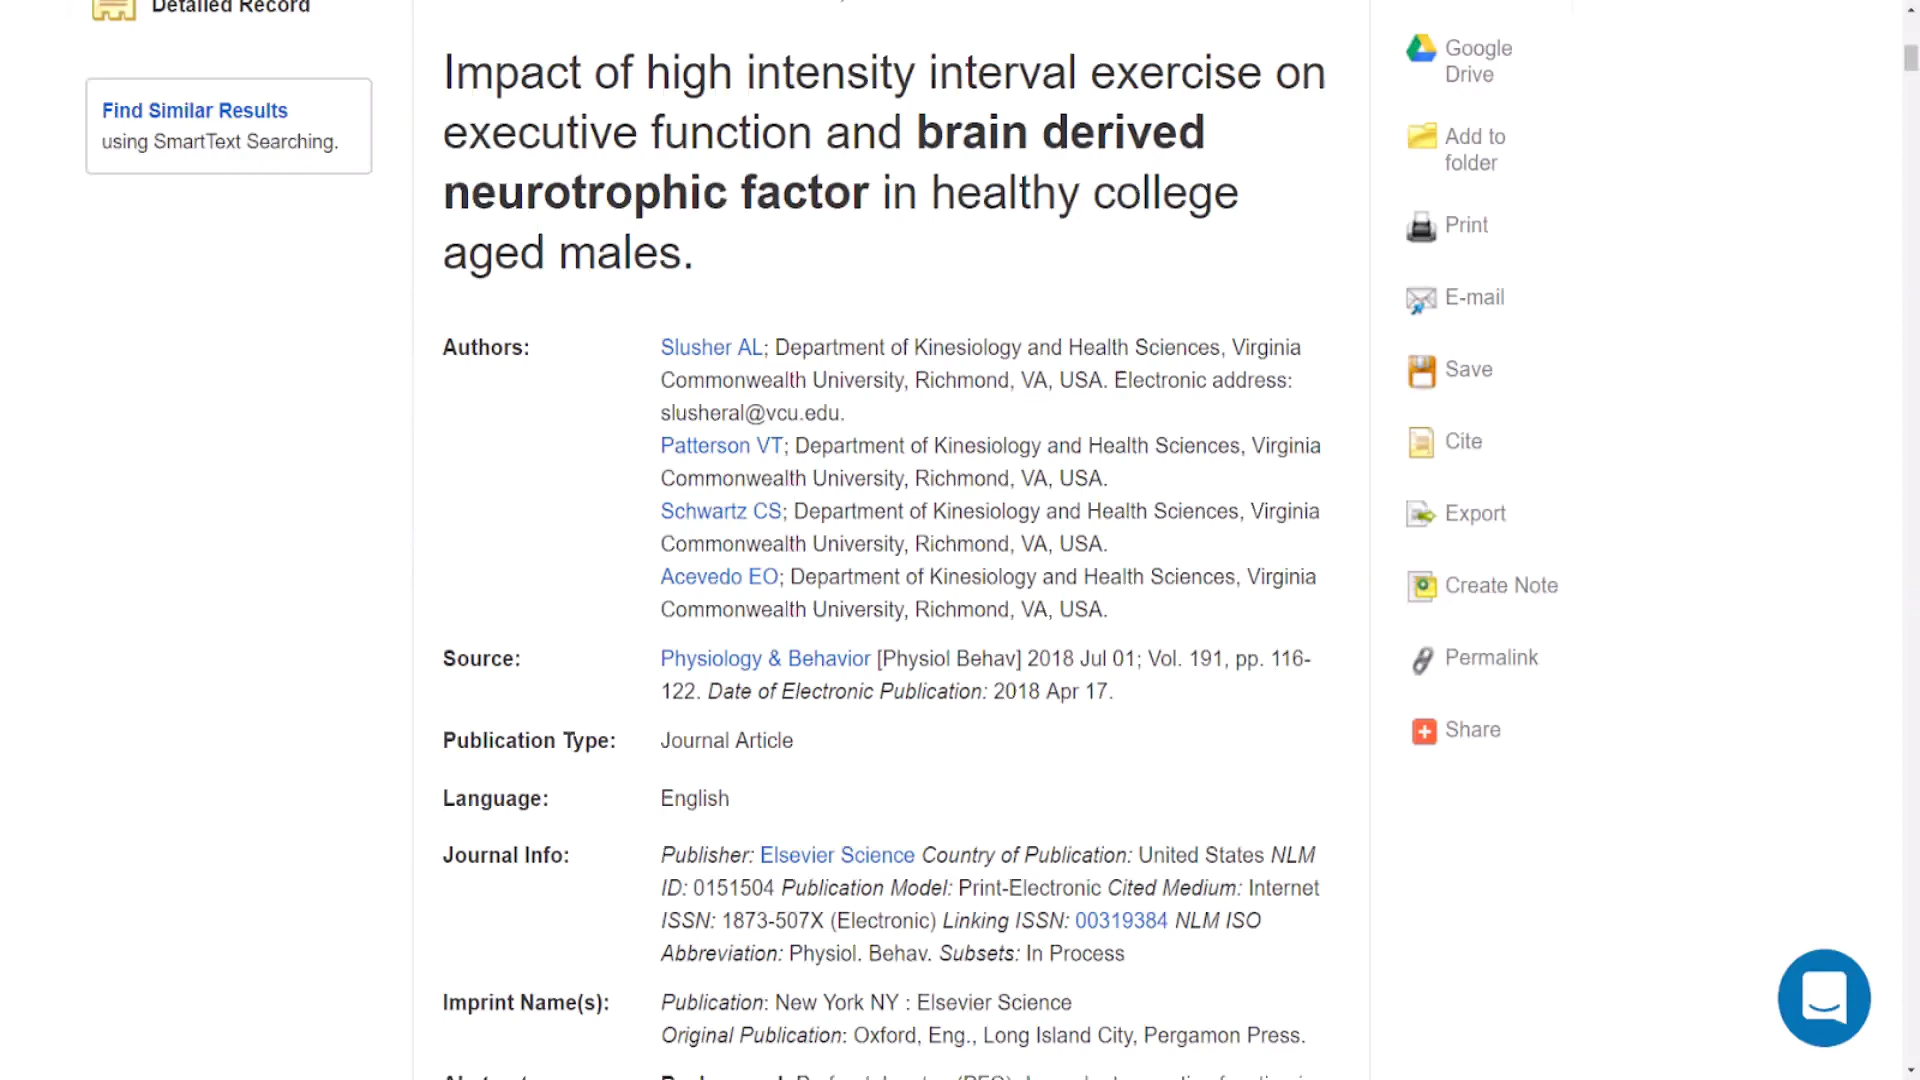 Detailed Record
Find Similar Results
using SmartText Searching.
Impact of high intensity interval exercise on
executive function and brain derived
neurotrophic factor in healthy college
aged males.
Authors:
Slusher AL; Department of Kinesiology and Health Sciences, Virginia
Commonwealth University, Richmond, VA, USA. Electronic address:
slusheral@vcu.edu.
Patterson VT; Department of Kinesiology and Health Sciences, Virginia
Commonwealth University, Richmond, VA, USA.
Schwartz CS; Department of Kinesiology and Health Sciences, Virginia
Commonwealth University, Richmond, VA, USA.
Acevedo EO; Department of Kinesiology and Health Sciences, Virginia
Commonwealth University, Richmond, VA, USA.
Source:
Physiology & Behavior [Physiol Behav] 2018 Jul 01; Vol. 191, pp. 116-
122. Date of Electronic Publication: 2018 Apr 17.
Publication Type:
Journal Article
Language:
English
Journal Info:
Publisher: Elsevier Science Country of Publication: United States NLM
ID: 0151504 Publication Model: Print-Electronic Cited Medium: Internet
ISSN: 1873-507X (Electronic) Linking ISSN: 00319384 NLM ISO
Abbreviation: Physiol. Behav. Subsets: In Process
Imprint Name(s):
Publication: New York NY : Elsevier Science
Original Publication: Oxford, Eng., Long Island City, Pergamon Press.
Google
Drive
Add to
folder
Print
E-mail
Save
Cite
Export
Create Note
Permalink
Share